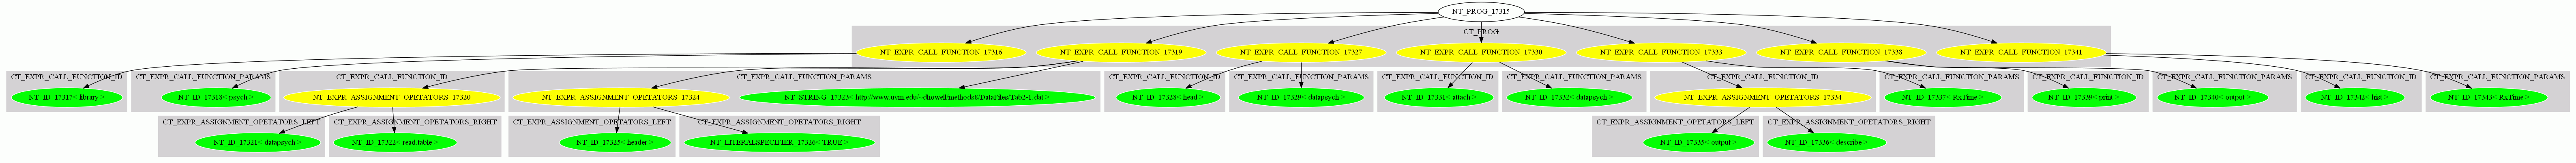 NT_PROG_17315
CT_PROG
NT_EXPR_CALL_FUNCTION_17316
NT_EXPR_CALL_FUNCTION_17319
NT_EXPR_CALL_FUNCTION_17327
NT_EXPR_CALL_FUNCTION_17330
NT_EXPR_CALL_FUNCTION_17333
NT_EXPR_CALL_FUNCTION_17338
NT_EXPR_CALL_FUNCTION_17341
CT_EXPR_CALL_FUNCTION_ID
CT_EXPR_CALL_FUNCTION_PARAMS
CT_EXPR_CALL_FUNCTION_ID
CT_EXPR_CALL_FUNCTION_PARAMS
CT_EXPR_CALL_FUNCTION_ID
CT_EXPR_CALL_FUNCTION_PARAMS
CT_EXPR_CALL_FUNCTION_ID
CT_EXPR_CALL_FUNCTION_PARAMS
CT_EXPR_CALL_FUNCTION_ID
CT_EXPR_CALL_FUNCTION_PARAMS
CT_EXPR_CALL_FUNCTION_ID
CT_EXPR_CALL_FUNCTION_PARAMS
CT_EXPR_CALL_FUNCTION_ID
CT_EXPR_CALL_FUNCTION_PARAMS
NT_ID_17317< library >
NT_ID_17318< psych >
NT_EXPR_ASSIGNMENT_OPETATORS_17320
NT_EXPR_ASSIGNMENT_OPETATORS_17324
NT_STRING_17323< http://www.uvm.edu/~dhowell/methods8/DataFiles/Tab2-1.dat >
NT_ID_17328< head >
NT_ID_17329< datapsych >
NT_ID_17331< attach >
NT_ID_17332< datapsych >
NT_EXPR_ASSIGNMENT_OPETATORS_17334
NT_ID_17337< RxTime >
NT_ID_17339< print >
NT_ID_17340< output >
NT_ID_17342< hist >
NT_ID_17343< RxTime >
CT_EXPR_ASSIGNMENT_OPETATORS_LEFT
CT_EXPR_ASSIGNMENT_OPETATORS_RIGHT
CT_EXPR_ASSIGNMENT_OPETATORS_LEFT
CT_EXPR_ASSIGNMENT_OPETATORS_RIGHT
CT_EXPR_ASSIGNMENT_OPETATORS_LEFT
CT_EXPR_ASSIGNMENT_OPETATORS_RIGHT
NT_ID_17321< datapsych >
NT_ID_17322< read.table >
NT_ID_17325< header >
NT_LITERALSPECIFIER_17326< TRUE >
NT_ID_17335< output >
NT_ID_17336< describe >